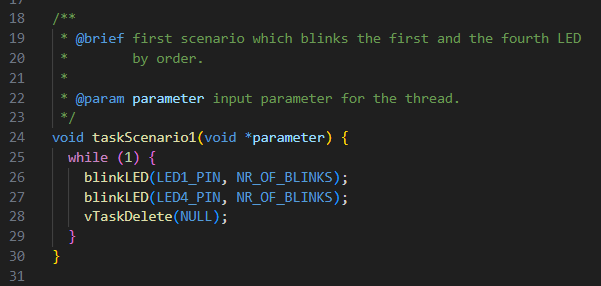 18 /**
19  * @brief first scenario which blinks the first and the fourth LED
20  *        by order.
21  *
22  * @param parameter input parameter for the thread.
23  */
24 void taskScenario1(void *parameter) {
25   while (1) {
26     blinkLED(LED1_PIN, NR_OF_BLINKS);
27     blinkLED(LED4_PIN, NR_OF_BLINKS);
28     vTaskDelete(NULL);
29   }
30 }
31